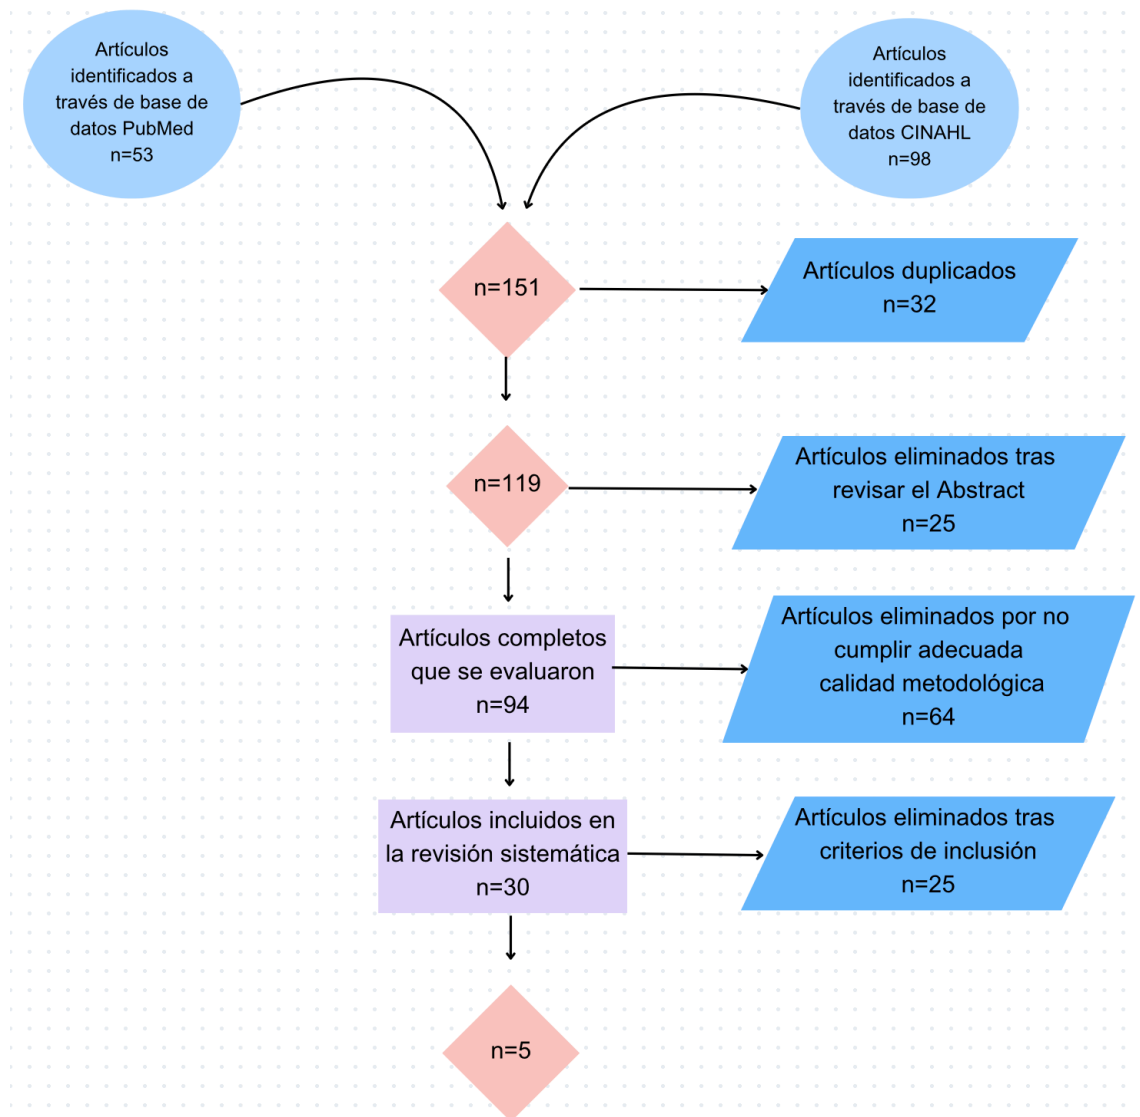 Artículos
identificados a
través de base de
datos PubMed
n=53
Artículos
identificados a
través de base de
datos CINAHL
n=98
n=151
Artículos duplicados
n=32
n=119
Artículos eliminados tras
revisar el Abstract
n=25
Artículos completos
que se evaluaron
n=94
Artículos eliminados por no
cumplir adecuada
calidad metodológica
n=64
Artículos incluidos en
la revisión sistemática
n=30
Artículos eliminados tras
criterios de inclusión
n=25
n=5